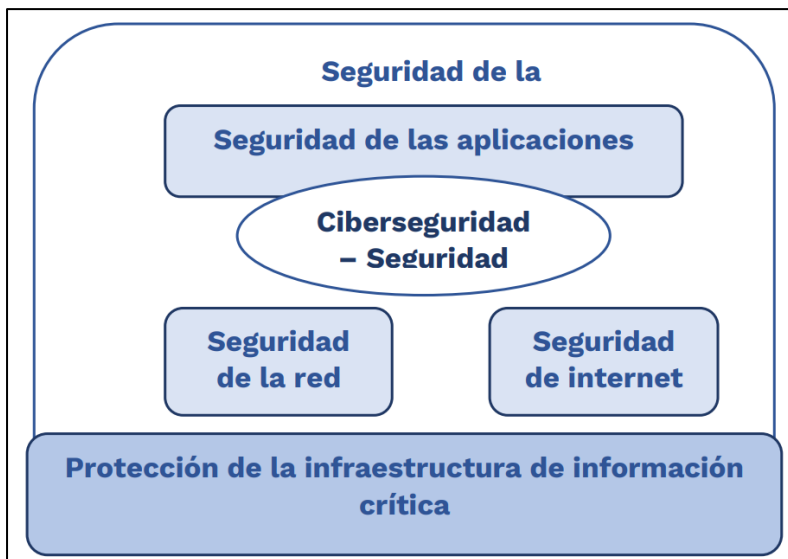 Seguridad de la
Seguridad de las aplicaciones
Ciberseguridad
– Seguridad
Seguridad
de la red
Seguridad
de internet
Protección de la infraestructura de información
crítica